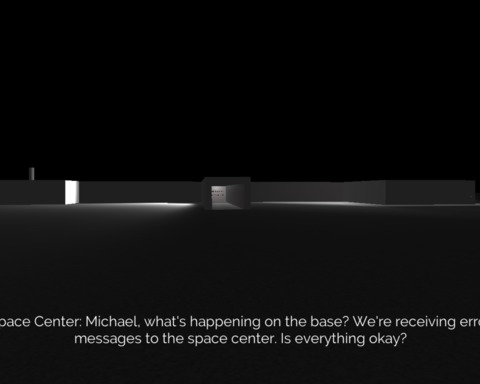 pace Center: Michael, what's happening on the base? We're receiving erro
messages to the space center. Is everything okay?